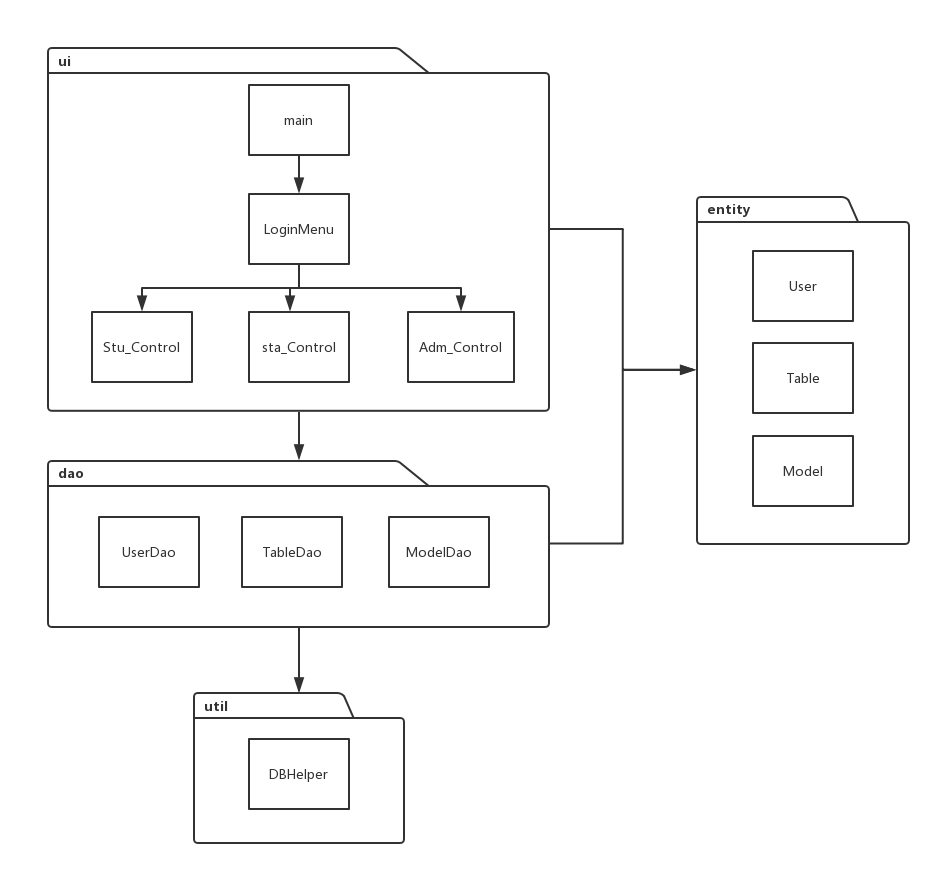 ui
main
LoginMenu
Stu_Control
sta_Control
Adm_Control
entity
User
Table
Model
dao
UserDao
TableDao
ModelDao
util
DBHelper